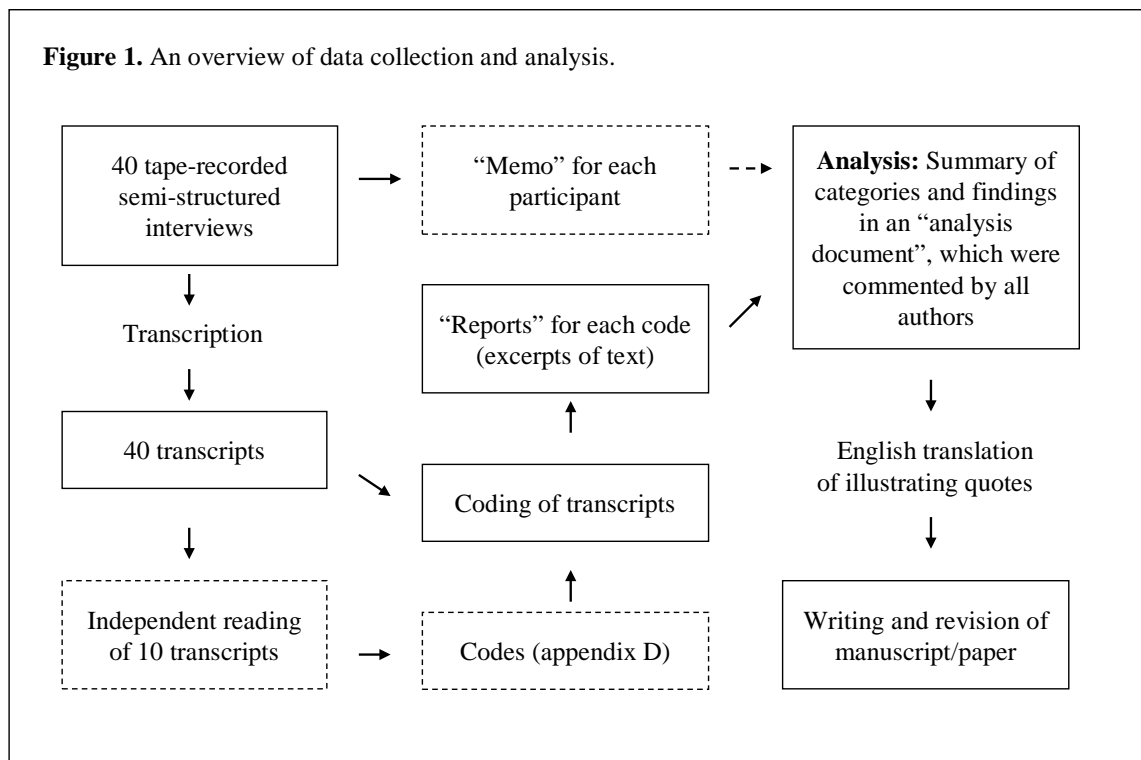 Figure 1. An overview of data collection and analysis.
40 tape-recorded
semi-structured
interviews
“Memo” for each
participant
Analysis: Summary of
categories and findings
in an “analysis
document”, which were
commented by all
authors
“Reports” for each code
(excerpts of text)
Transcription
40 transcripts
Coding of transcripts
English translation
of illustrating quotes
Independent reading
of 10 transcripts
Codes (appendix D)
Writing and revision of
manuscript/paper